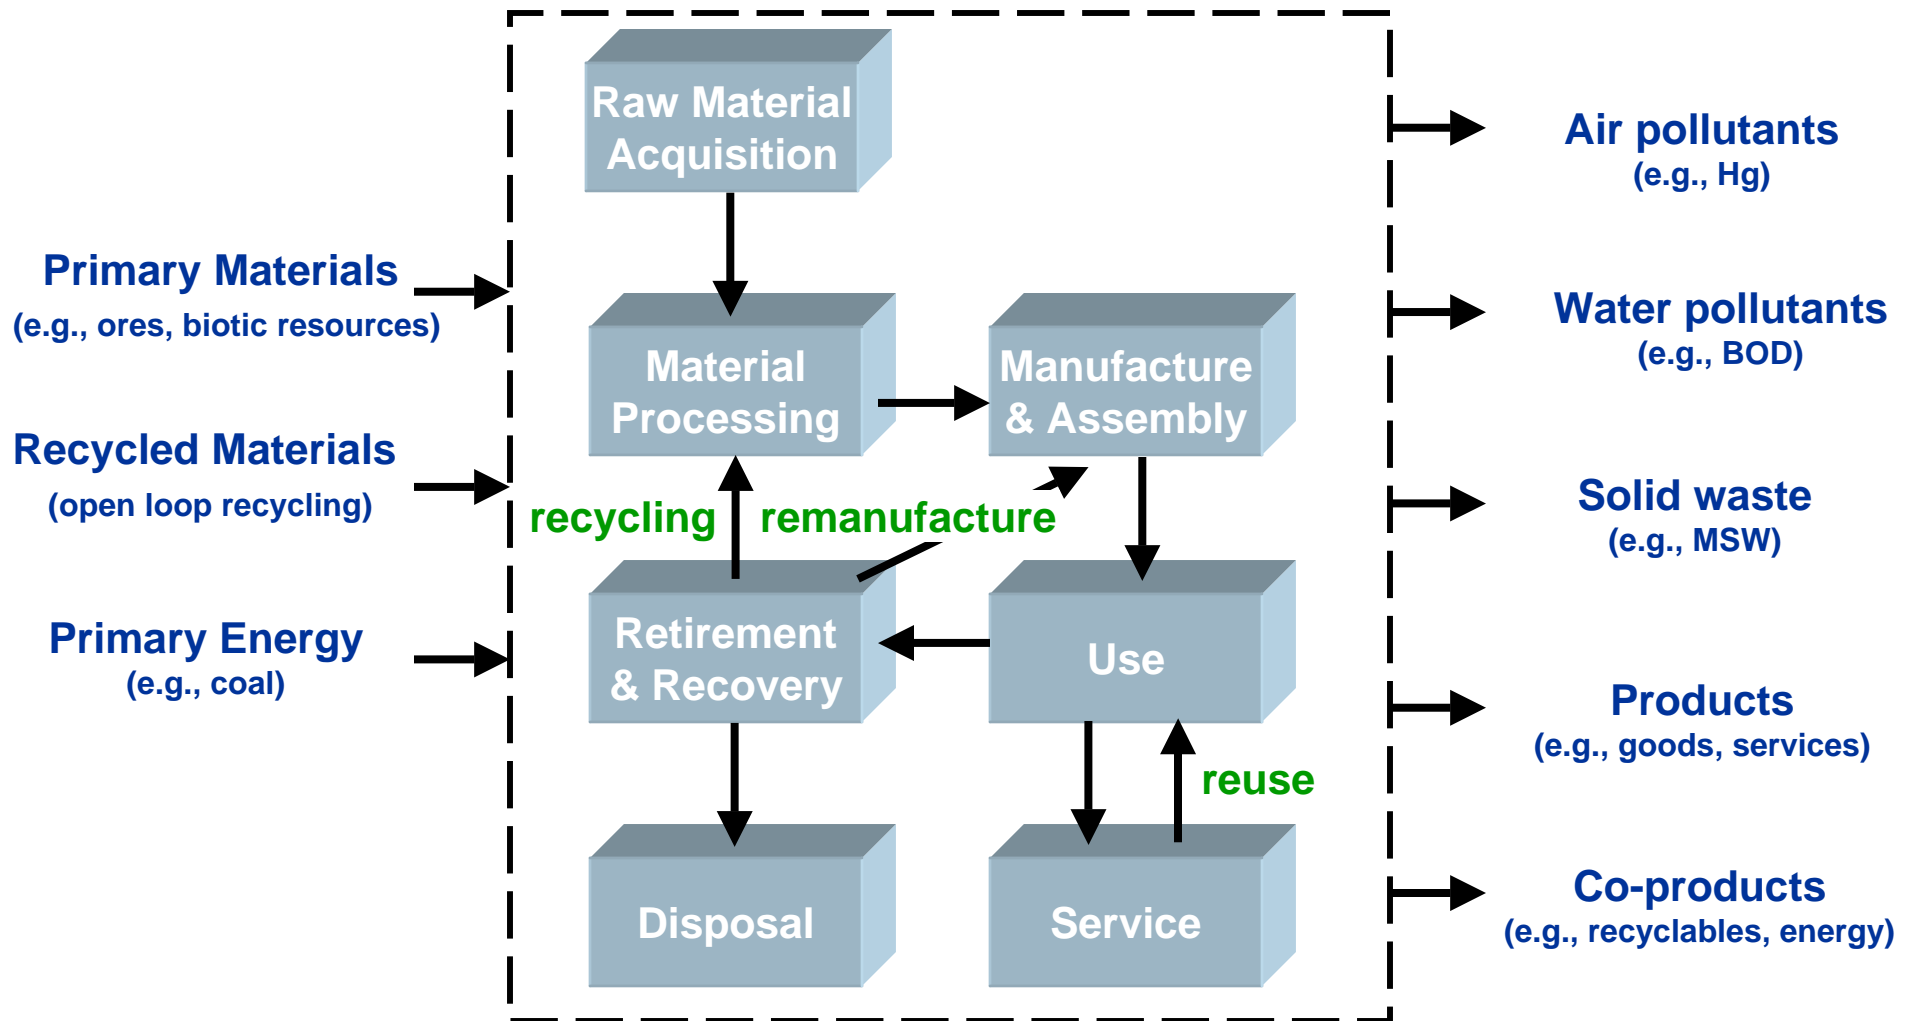 Raw Material
Acquisition
Primary Materials
(e.g., ores, biotic resources)
Recycled Materials
(open loop recycling)
Primary Energy
(e.g., coal)
Material
Processing
Manufacture
& Assembly
recycling
remanufacture
Retirement
& Recovery
Use
reuse
Disposal
Service
Air pollutants
(e.g., Hg)
Water pollutants
(e.g., BOD)
Solid waste
(e.g., MSW)
Products
(e.g., goods, services)
Co-products
(e.g., recyclables, energy)